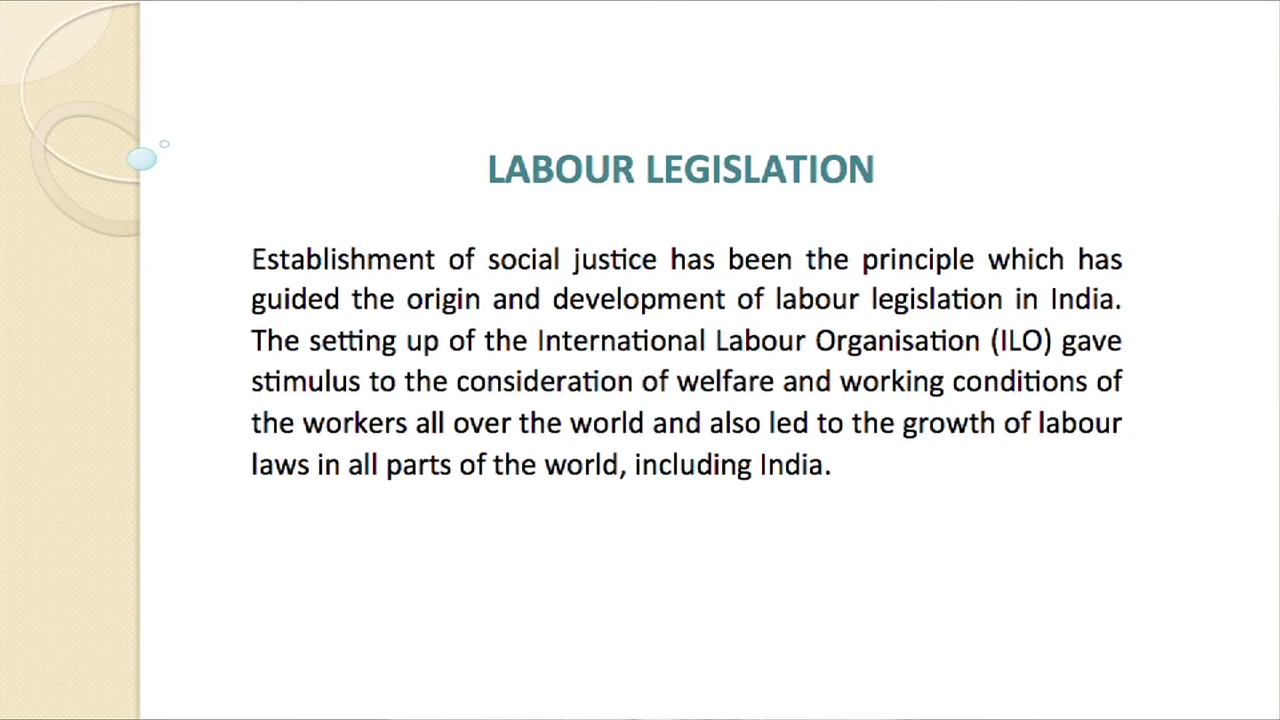 LABOUR LEGISLATION
Establishment of social justice has been the principle which has
guided the origin and development of labour legislation in India.
The setting up of the International Labour Organisation (ILO) gave
stimulus to the consideration of welfare and working conditions of
the workers all over the world and also led to the growth of labour
laws in all parts of the world, including India.